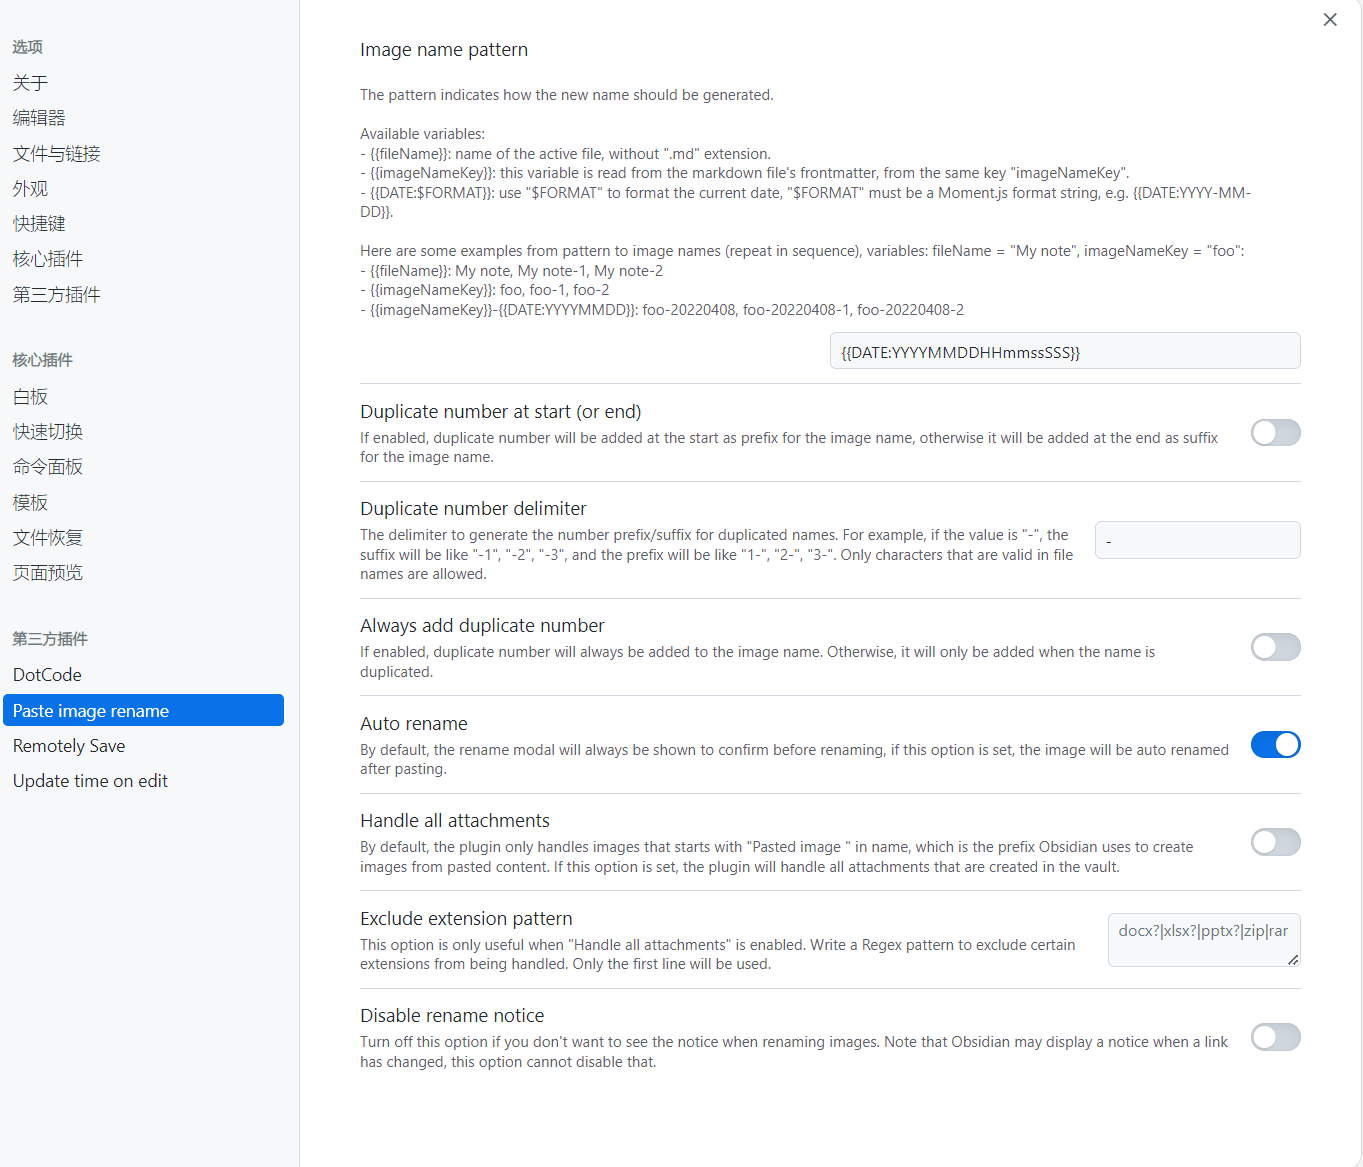 选项
关于
编辑器
文件与链接
外观
快捷键
核心插件
第三方插件
核心插件
白板
快速切换
命令面板
模板
文件恢复
页面预览
第三方插件
DotCode
Paste image rename
Remotely Save
Update time on edit
Image name pattern
The pattern indicates how the new name should be generated.
Available variables:
- {{fileName}}: name of the active file, without ".md" extension.
- {{imageNameKey}}: this variable is read from the markdown file's frontmatter, from the same key "imageNameKey".
- {{DATE:$FORMAT}}: use "$FORMAT" to format the current date, "$FORMAT" must be a Moment.js format string, e.g. {{DATE:YYYY-MM-
DD}}.
Here are some examples from pattern to image names (repeat in sequence), variables: fileName = "My note", imageNameKey = "foo":
- {{fileName}}: My note, My note-1, My note-2
- {{imageNameKey}}: foo, foo-1, foo-2
- {{imageNameKey}}-{{DATE:YYYYMMDD}}: foo-20220408, foo-20220408-1, foo-20220408-2
{{DATE:YYYYMMDDHHmmssSSS}}
Duplicate number at start (or end)
If enabled, duplicate number will be added at the start as prefix for the image name, otherwise it will be added at the end as suffix
for the image name.
Duplicate number delimiter
The delimiter to generate the number prefix/suffix for duplicated names. For example, if the value is "-", the
suffix will be like "-1", "-2", "-3", and the prefix will be like "1-", "2-", "3-". Only characters that are valid in file
names are allowed.
-
Always add duplicate number
If enabled, duplicate number will always be added to the image name. Otherwise, it will only be added when the name is
duplicated.
Auto rename
By default, the rename modal will always be shown to confirm before renaming, if this option is set, the image will be auto renamed
after pasting.
Handle all attachments
By default, the plugin only handles images that starts with "Pasted image " in name, which is the prefix Obsidian uses to create
images from pasted content. If this option is set, the plugin will handle all attachments that are created in the vault.
Exclude extension pattern
This option is only useful when "Handle all attachments" is enabled. Write a Regex pattern to exclude certain
extensions from being handled. Only the first line will be used.
docx?|xlsx?|pptx?|zip|rar
Disable rename notice
Turn off this option if you don't want to see the notice when renaming images. Note that Obsidian may display a notice when a link
has changed, this option cannot disable that.